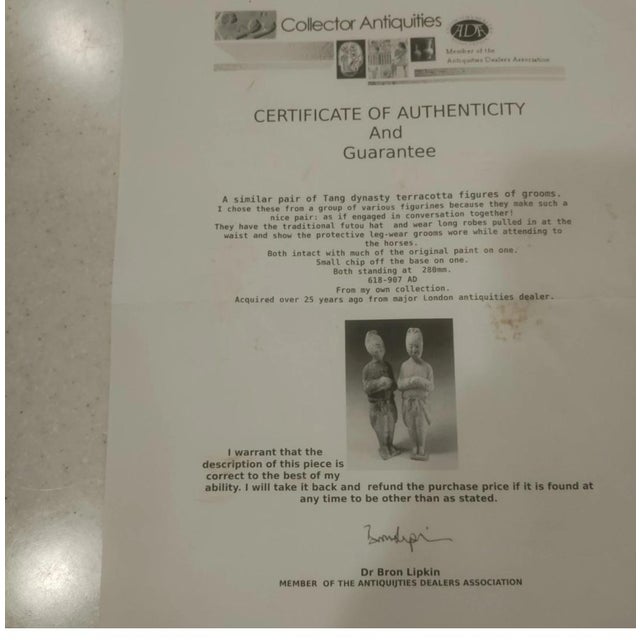 Collector Antiquities
ADA
Member of the
Antiquities Dealers Association
CERTIFICATE OF AUTHENTICITY
And
Guarantee
A similar pair of Tang dynasty terracotta figures of grooms.
I chose these from a group of various figurines because they make such a
nice pair: as if engaged in conversation together!
They have the traditional futou hat and wear long robes pulled in at the
waist and show the protective leg-wear grooms wore while attending to
the horses.
Both intact with much of the original paint on one.
Small chip off the base on one.
Both standing at 280mm.
618-907 AD
From my own collection.
Acquired over 25 years ago from major London antiquities dealer.
I warrant that the
description of this piece is
correct to the best of my
ability. I will take it back and refund the purchase price if it is found at
any time to be other than as stated.
Dr Bron Lipkin
MEMBER OF THE ANTIQUIJTIES DEALERS ASSOCIATION